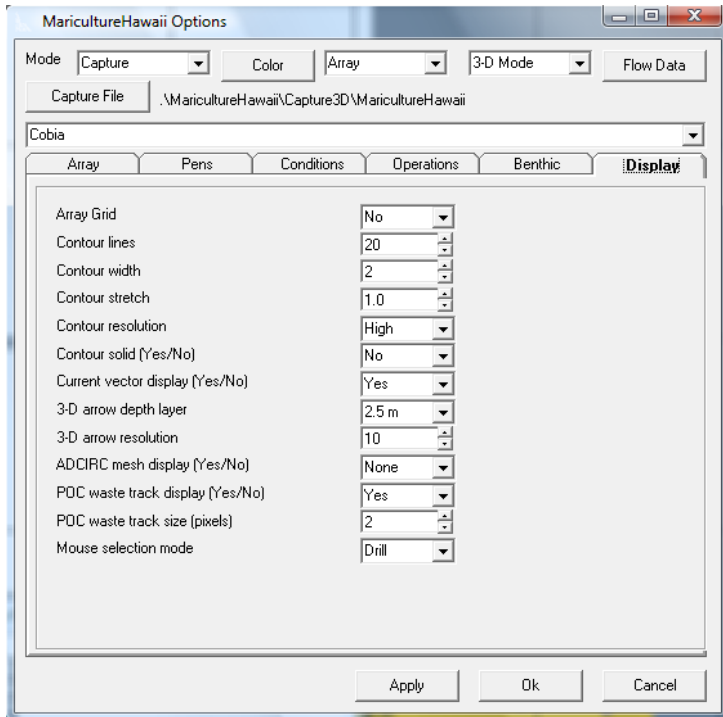 MaricultureHawaii Options
Mode Capture Color Array 3-D Mode Flow Data
Capture File .\MaricultureHawaii\Capture3D\MaricultureHawaii
Cobia
Array Pens Conditions Operations Benthic Display
Array Grid No
Contour lines 20
Contour width 2
Contour stretch 1.0
Contour resolution High
Contour solid (Yes/No) No
Current vector display (Yes/No) Yes
3-D arrow depth layer 2.5 m
3-D arrow resolution 10
ADCIRC mesh display (Yes/No) None
POC waste track display (Yes/No) Yes
POC waste track size (pixels) 2
Mouse selection mode Drill
Apply Ok Cancel